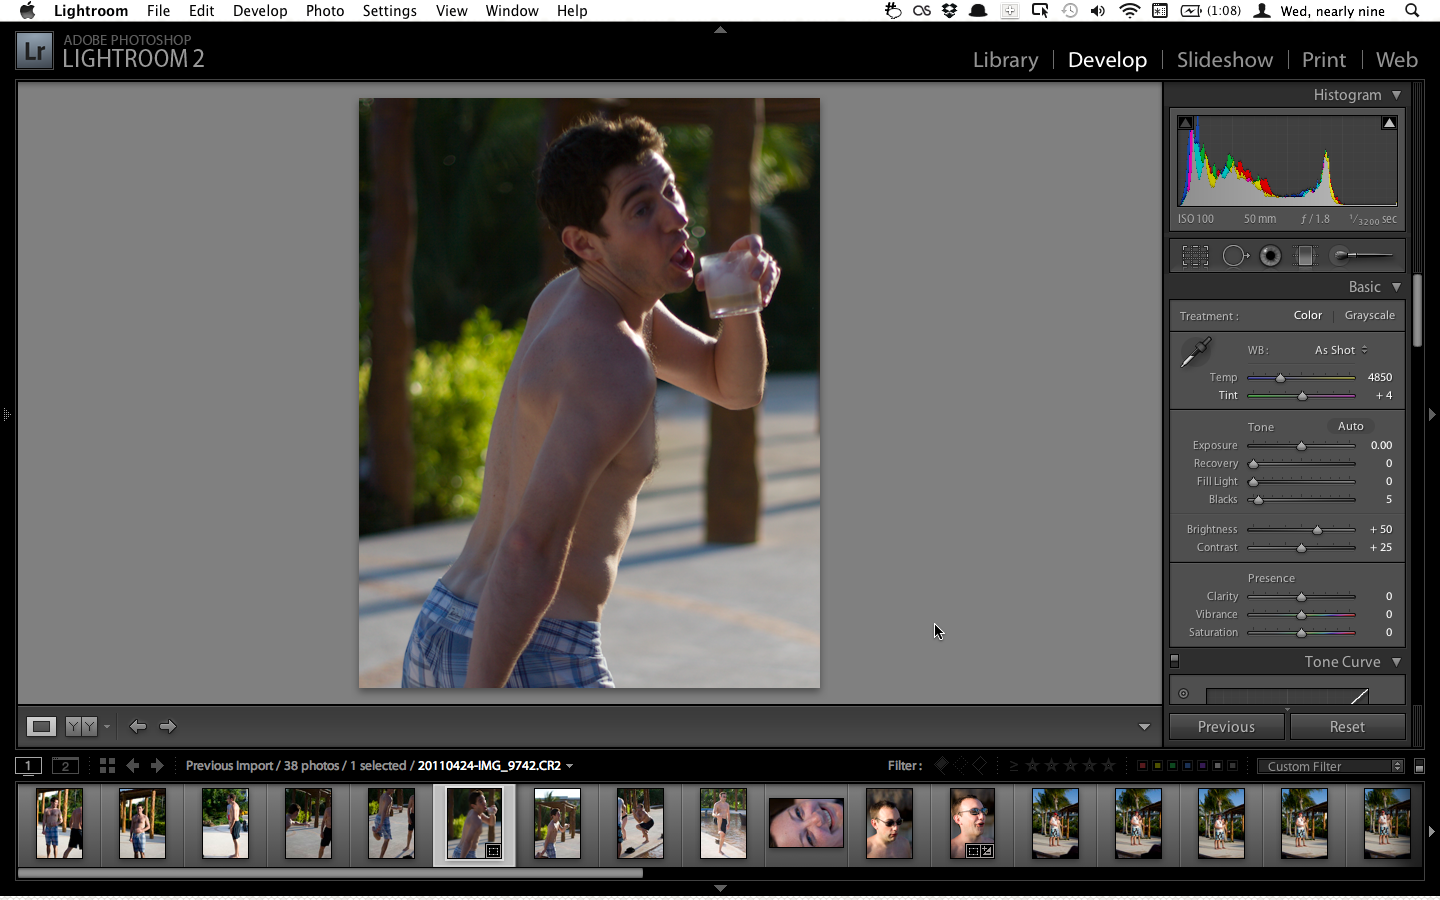 Lightroom File Edit Develop Photo Settings View Window Help (1:08) Wed, nearly nine
Lr ADOBE PHOTOSHOP
LIGHTROOM 2
Library Develop Slideshow Print Web
Histogram
ISO 100 50 mm ƒ / 1.8 1/3200 sec
Basic
Treatment : Color Grayscale
WB : As Shot
Temp 4850
Tint + 4
Tone Auto
Exposure 0.00
Recovery 0
Fill Light 0
Blacks 5
Brightness + 50
Contrast + 25
Presence
Clarity 0
Vibrance 0
Saturation 0
Tone Curve
Y Y
Previous Reset
1 2 Previous Import / 38 photos / 1 selected / 20110424-IMG_9742.CR2 Filter : ≥ Custom Filter